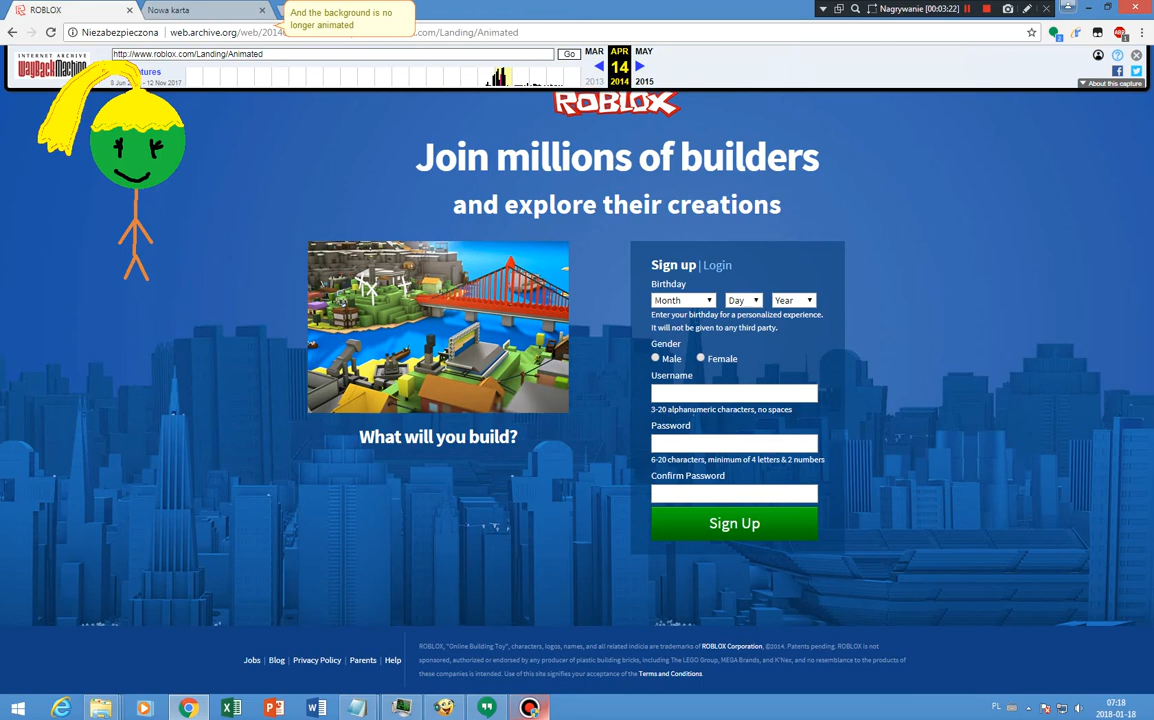 ROBLOX
Nowa karta
And the background is no
longer animated
Nagrywanie [00:03:22]
Niezabezpieczona
web.archive.org/web/2014
com/Landing/Animated
INTERNET ARCHIVE
WayBackMachine
http://www.roblox.com/Landing/Animated
Go
MAR
APR
MAY
14
2013
2014
2015
8 Jun
- 12 Nov 2017
About this capture
ROBLOX
Join millions of builders
and explore their creations
Sign up | Login
Birthday
Month
Day
Year
Enter your birthday for a personalized experience.
It will not be given to any third party.
Gender
Male
Female
Username
3-20 alphanumeric characters, no spaces
Password
6-20 characters, minimum of 4 letters & 2 numbers
Confirm Password
Sign Up
What will you build?
Jobs | Blog | Privacy Policy | Parents | Help
ROBLOX, "Online Building Toy", characters, logos, names, and all related indicia are trademarks of ROBLOX Corporation, ©2014. Patents pending. ROBLOX is not
sponsored, authorized or endorsed by any producer of plastic building bricks, including The LEGO Group, MEGA Brands, and K'Nex, and no resemblance to the products of
these companies is intended. Use of this site signifies your acceptance of the Terms and Conditions.
PL
07:18
2018-01-18